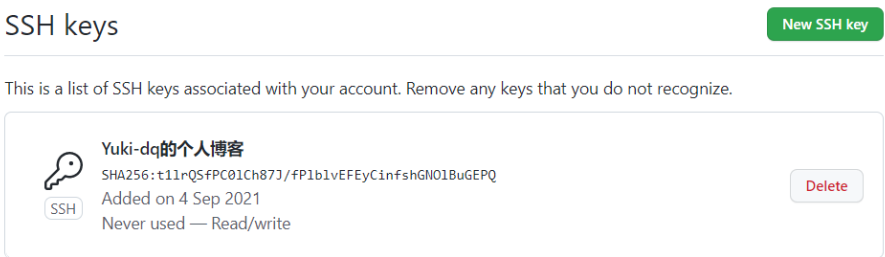 SSH keys
New SSH key
This is a list of SSH keys associated with your account. Remove any keys that you do not recognize.
Yuki-dq的个人博客
SHA256:t1lrQSfPC0lCh87J/fPlblvEFEyCinfshGNOlBuGEPQ
Added on 4 Sep 2021
SSH
Never used — Read/write
Delete